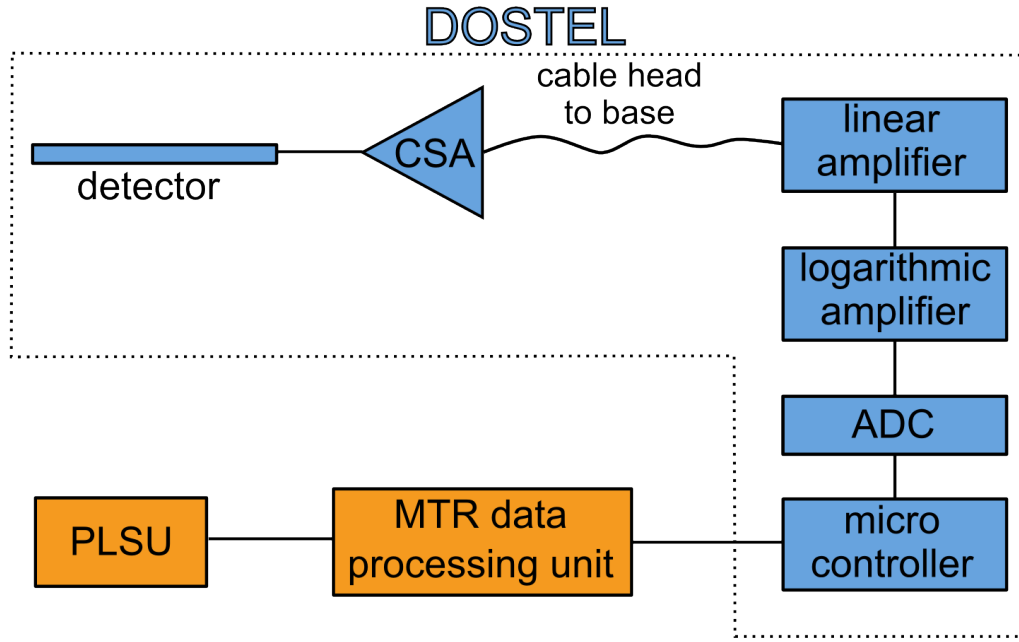 DOSTEL
cable head
to base
linear
amplifier
CSA
detector
logarithmic
amplifier
ADC
micro
controller
MTR data
processing unit
PLSU